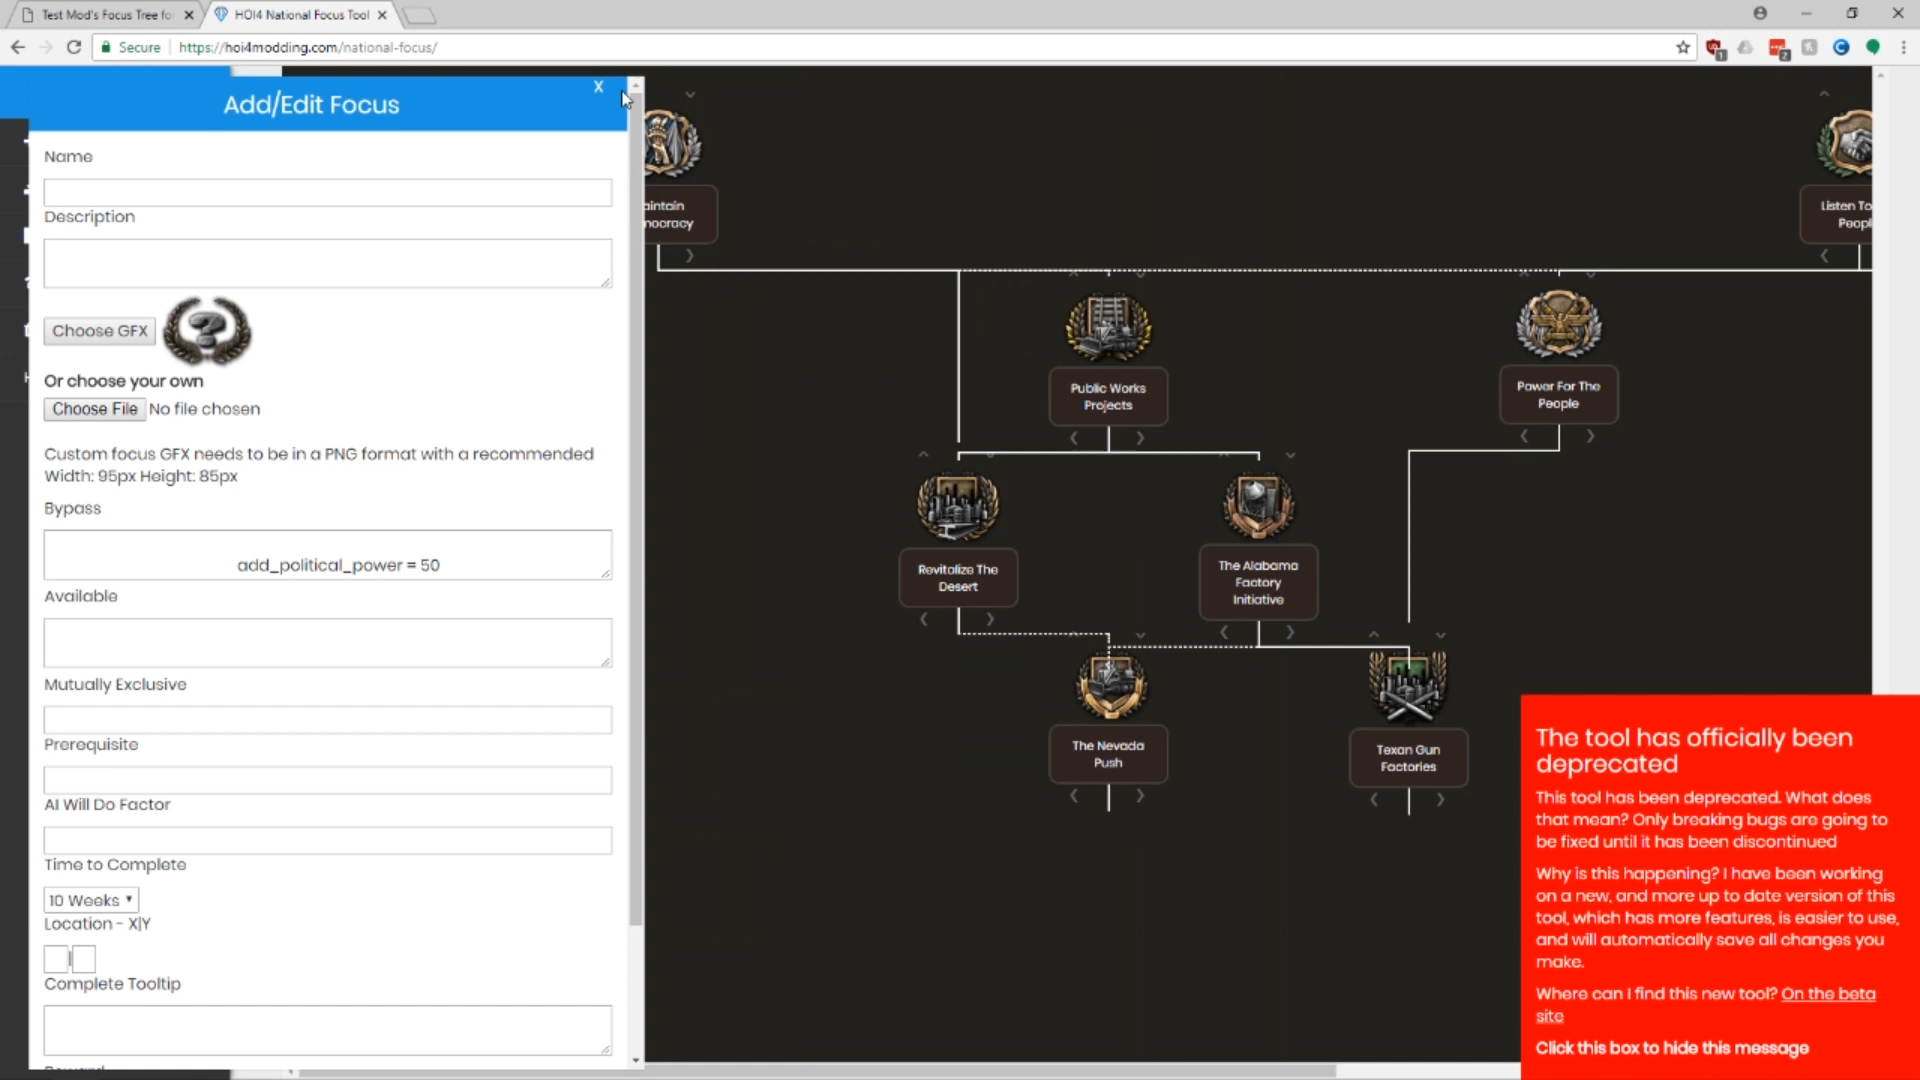 Test Mod's Focus Tree fo
HOI4 National Focus Tool
Secure
https://hoi4modding.com/national-focus/
1
2
X
Add/Edit Focus
Name
Description
Choose GFX
Or choose your own
Choose File No file chosen
Custom focus GFX needs to be in a PNG format with a recommended
Width: 95px Height: 85px
Bypass
add_political_power = 50
Available
Mutually Exclusive
Prerequisite
AI Will Do Factor
Time to Complete
10 Weeks
Location - X|Y
|
Complete Tooltip
aintain
nocracy
Listen To
Peopl
Public Works
Projects
Power For The
People
Revitalize The
Desert
The Alabama
Factory
Initiative
The Nevada
Push
Texan Gun
Factories
The tool has officially been
deprecated
This tool has been deprecated. What does
that mean? Only breaking bugs are going to
be fixed until it has been discontinued
Why is this happening? I have been working
on a new, and more up to date version of this
tool, which has more features, is easier to use,
and will automatically save all changes you
make.
Where can I find this new tool? On the beta
site
Click this box to hide this message